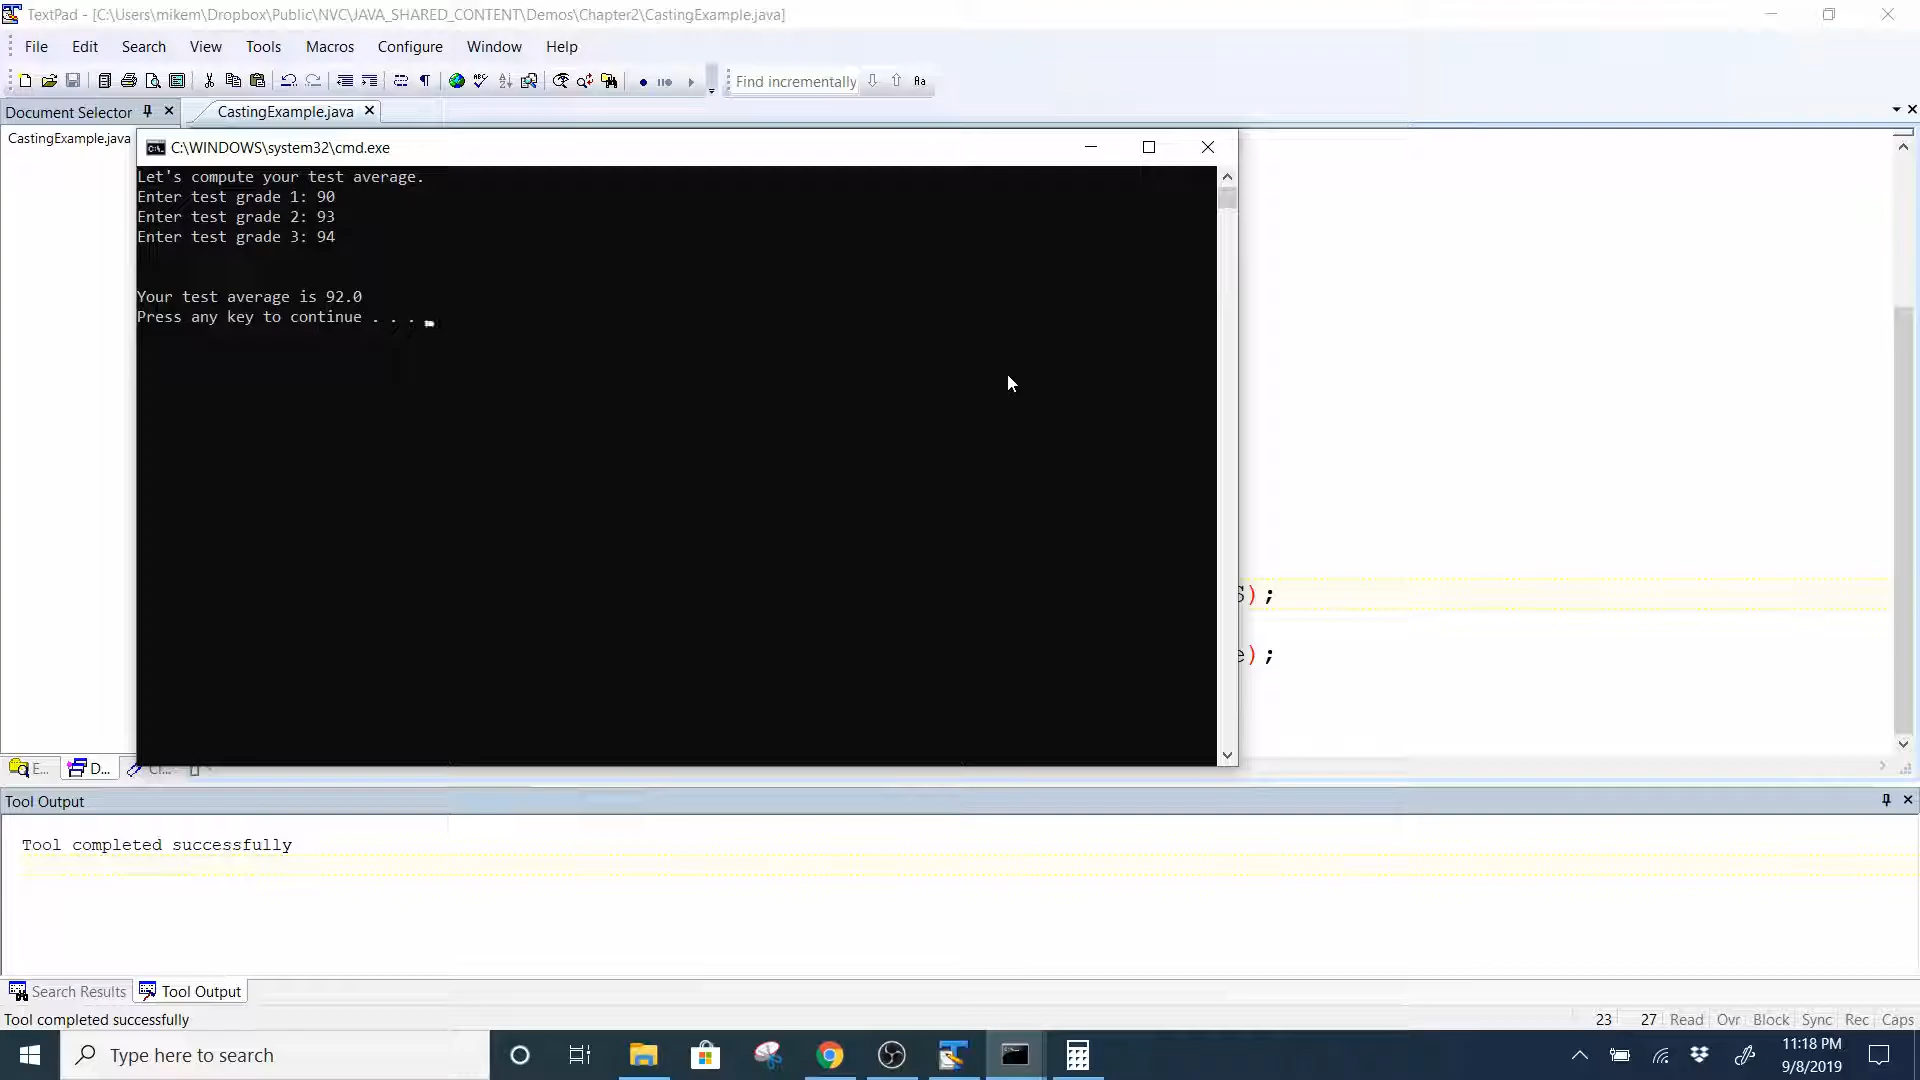 TextPad - [C:\Users\mikem\Dropbox\Public\NVC\JAVA_SHARED_CONTENT\Demos\Chapter2\CastingExample.java]
File Edit Search View Tools Macros Configure Window Help
Find incrementally
Document Selector
CastingExample.java
CastingExample.java
C:\WINDOWS\system32\cmd.exe
Let's compute your test average.
Enter test grade 1: 90
Enter test grade 2: 93
Enter test grade 3: 94
Your test average is 92.0
Press any key to continue . . .
S);
e);
E... D...
Tool Output
Tool completed successfully
Search Results Tool Output
Tool completed successfully 23 27 Read Ovr Block Sync Rec Caps
Type here to search
11:18 PM
9/8/2019